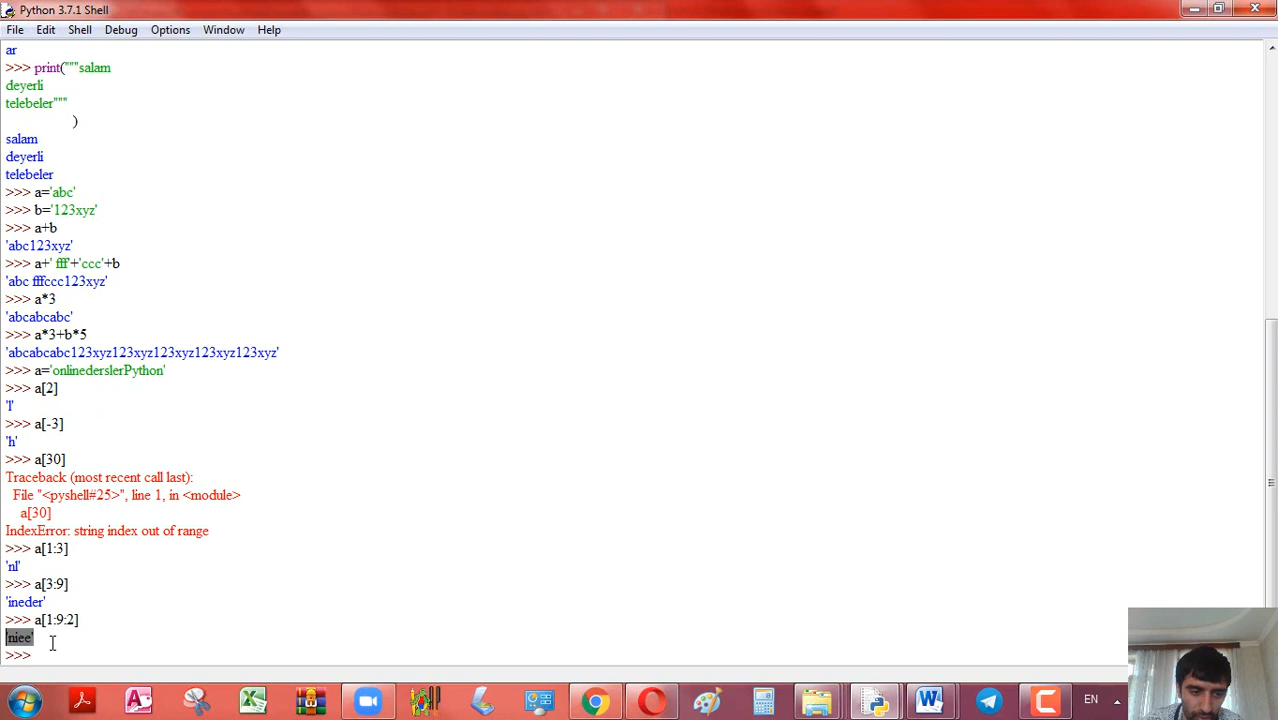 Python 3.7.1 Shell
File Edit Shell Debug Options Window Help
ar
>>> print("""salam
deyerli
telebeler"""
)
salam
deyerli
telebeler
>>> a='abc'
>>> b='123xyz'
>>> a+b
'abc123xyz'
>>> a+' fff'+'ccc'+b
'abc fffccc123xyz'
>>> a*3
'abcabcabc'
>>> a*3+b*5
'abcabcabc123xyz123xyz123xyz123xyz123xyz'
>>> a='onlinederslerPython'
>>> a[2]
'l'
>>> a[-3]
'h'
>>> a[30]
Traceback (most recent call last):
File "<pyshell#25>", line 1, in <module>
a[30]
IndexError: string index out of range
>>> a[1:3]
'nl'
>>> a[3:9]
'ineder'
>>> a[1:9:2]
'niee'
>>>
EN